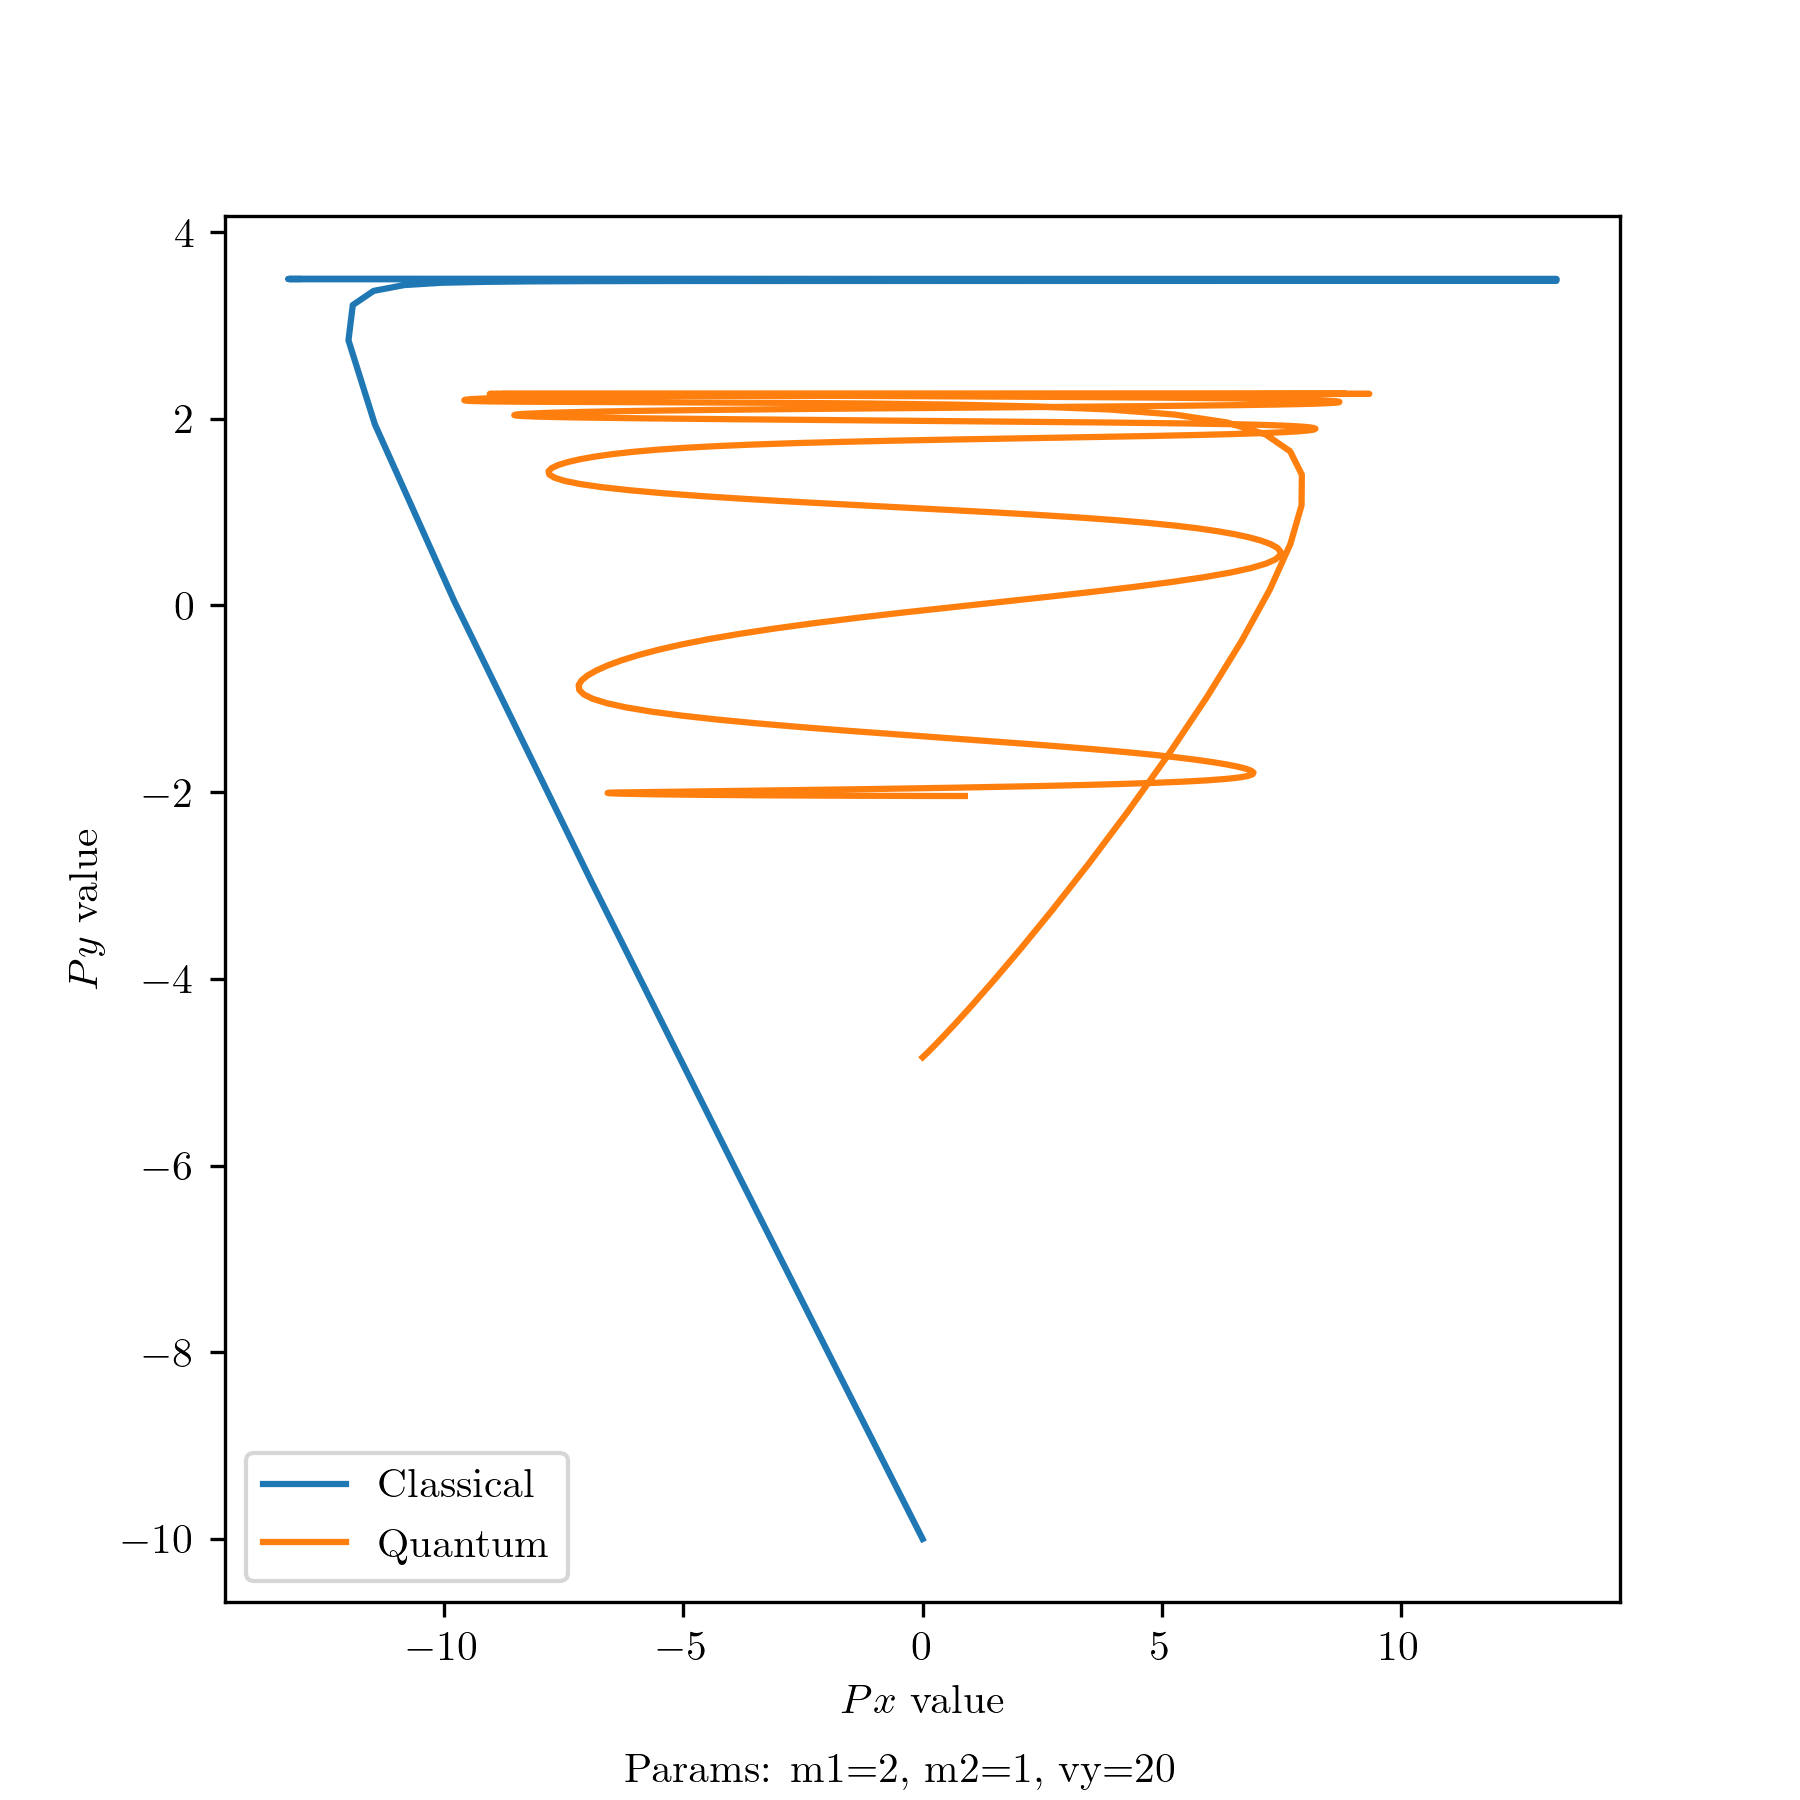 4
2
0
−2
−4
−6
−8
−10
Py value
Classical
Quantum
−10 −5 0 5 10
Px value
Params: m1=2, m2=1, vy=20